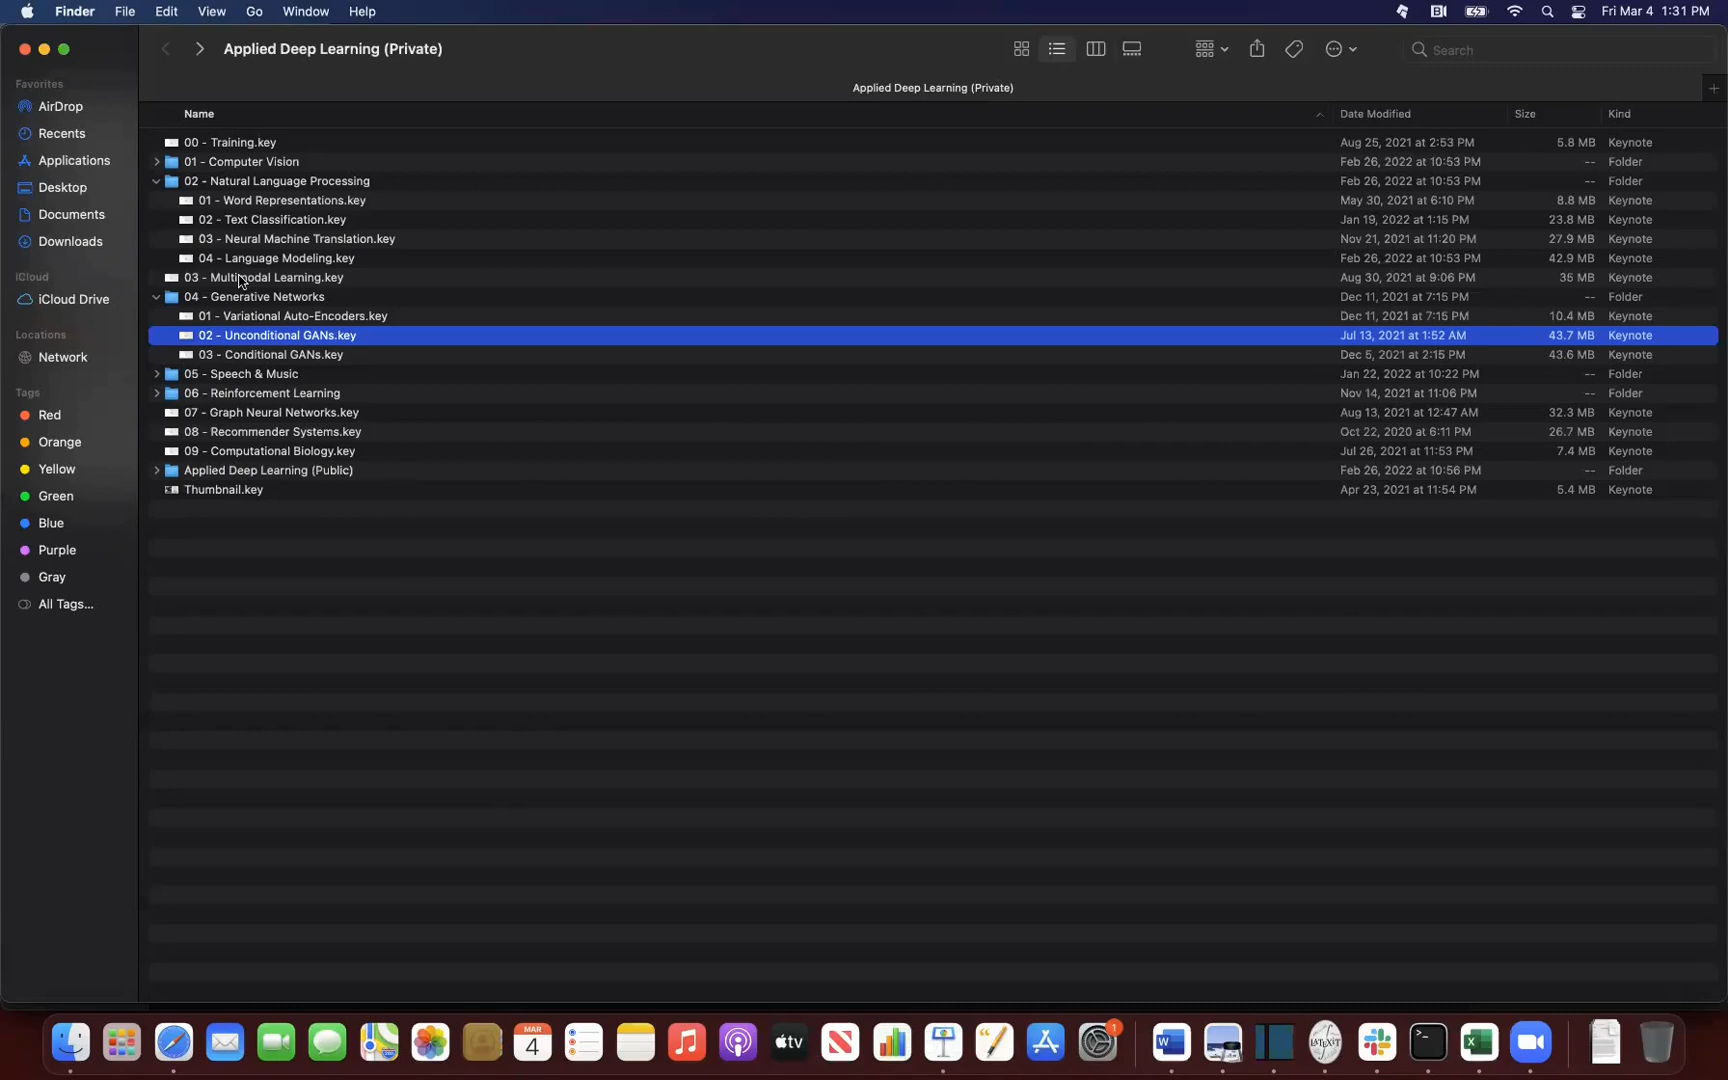 Finder File Edit View Go Window Help Fri Mar 4 1:31 PM
Applied Deep Learning (Private) Search
Applied Deep Learning (Private)
Favorites
AirDrop
Recents
Applications
Desktop
Documents
Downloads
iCloud
iCloud Drive
Locations
Network
Tags
Red
Orange
Yellow
Green
Blue
Purple
Gray
All Tags...
Name Date Modified Size Kind
00 - Training.key Aug 25, 2021 at 2:53 PM 5.8 MB Keynote
01 - Computer Vision Feb 26, 2022 at 10:53 PM -- Folder
02 - Natural Language Processing Feb 26, 2022 at 10:53 PM -- Folder
01 - Word Representations.key May 30, 2021 at 6:10 PM 8.8 MB Keynote
02 - Text Classification.key Jan 19, 2022 at 1:15 PM 23.8 MB Keynote
03 - Neural Machine Translation.key Nov 21, 2021 at 11:20 PM 27.9 MB Keynote
04 - Language Modeling.key Feb 26, 2022 at 10:53 PM 42.9 MB Keynote
03 - Multimodal Learning.key Aug 30, 2021 at 9:06 PM 35 MB Keynote
04 - Generative Networks Dec 11, 2021 at 7:15 PM -- Folder
01 - Variational Auto-Encoders.key Dec 11, 2021 at 7:15 PM 10.4 MB Keynote
02 - Unconditional GANs.key Jul 13, 2021 at 1:52 AM 43.7 MB Keynote
03 - Conditional GANs.key Dec 5, 2021 at 2:15 PM 43.6 MB Keynote
05 - Speech & Music Jan 22, 2022 at 10:22 PM -- Folder
06 - Reinforcement Learning Nov 14, 2021 at 11:06 PM -- Folder
07 - Graph Neural Networks.key Aug 13, 2021 at 12:47 AM 32.3 MB Keynote
08 - Recommender Systems.key Oct 22, 2020 at 6:11 PM 26.7 MB Keynote
09 - Computational Biology.key Jul 26, 2021 at 11:53 PM 7.4 MB Keynote
Applied Deep Learning (Public) Feb 26, 2022 at 10:56 PM -- Folder
Thumbnail.key Apr 23, 2021 at 11:54 PM 5.4 MB Keynote
MAR
4
tv
1
W
LATEXIT
X